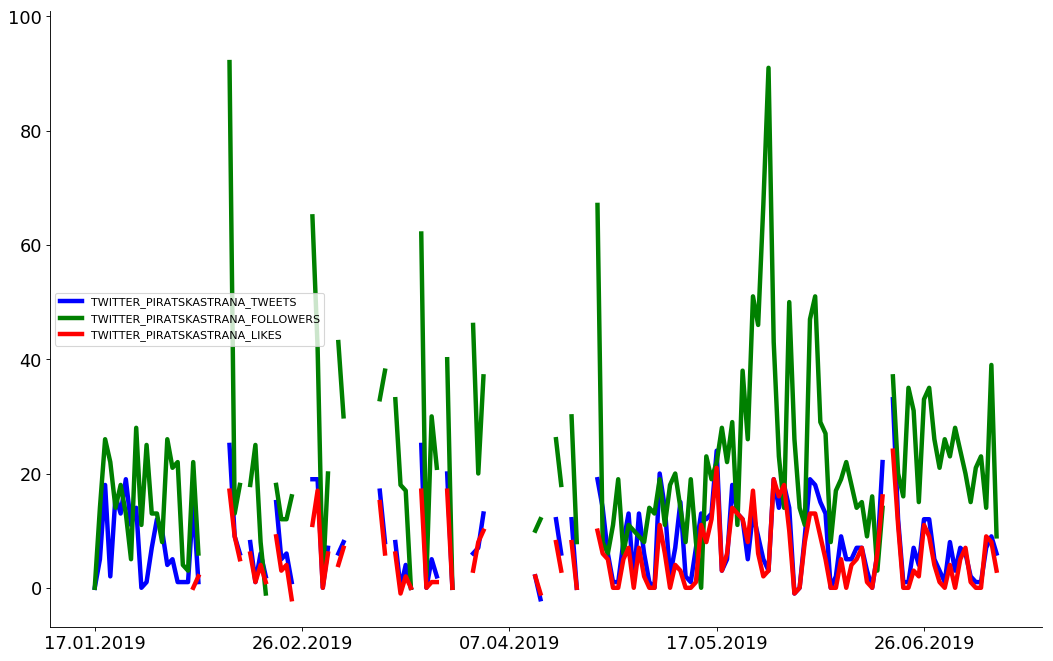 100
80
60
40
20
0
TWITTER_PIRATSKASTRANA_TWEETS
TWITTER_PIRATSKASTRANA_FOLLOWERS
TWITTER_PIRATSKASTRANA_LIKES
17.01.2019 26.02.2019 07.04.2019 17.05.2019 26.06.2019